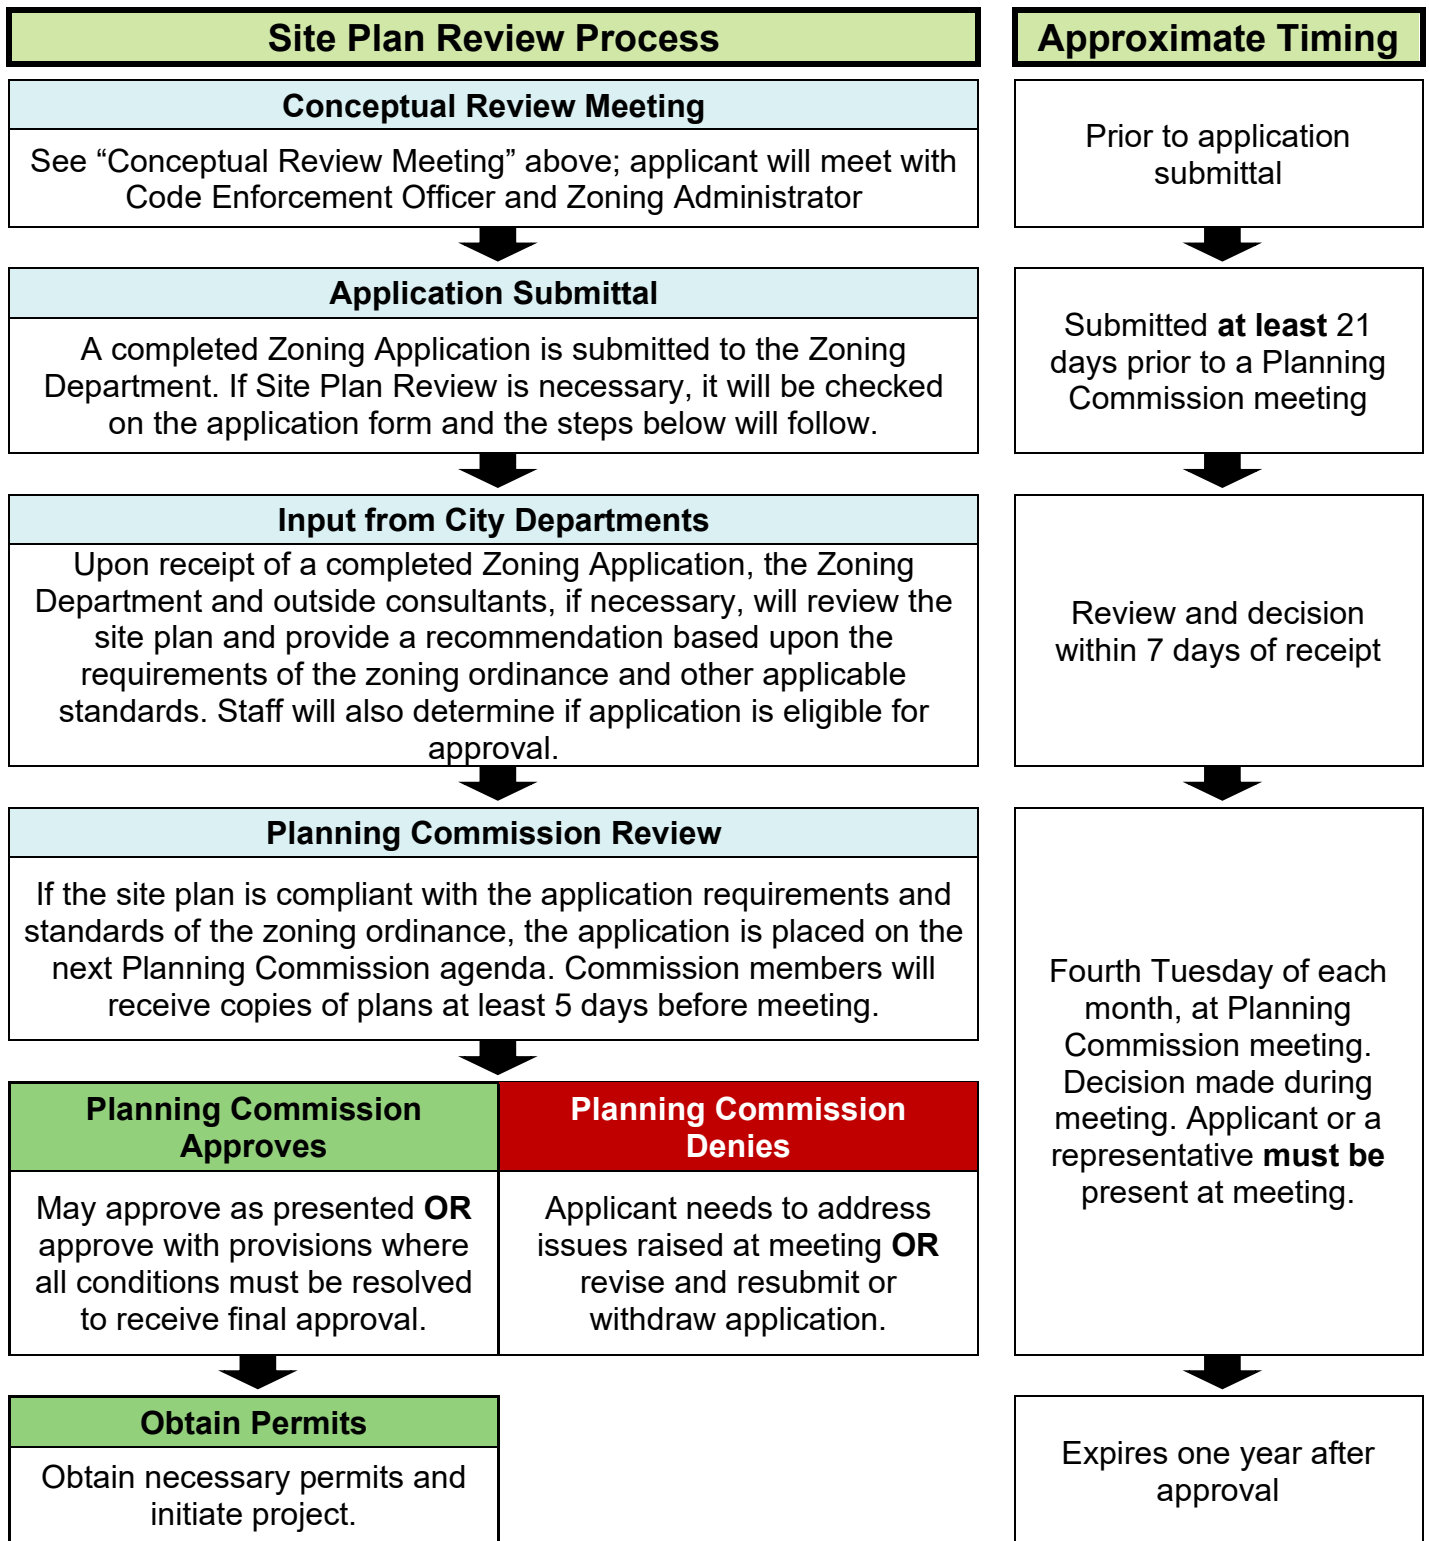 Site Plan Review Process
Approximate Timing
Conceptual Review Meeting
See “Conceptual Review Meeting” above; applicant will meet with
Code Enforcement Officer and Zoning Administrator
Prior to application
submittal
Application Submittal
A completed Zoning Application is submitted to the Zoning
Department. If Site Plan Review is necessary, it will be checked
on the application form and the steps below will follow.
Submitted at least 21
days prior to a Planning
Commission meeting
Input from City Departments
Upon receipt of a completed Zoning Application, the Zoning
Department and outside consultants, if necessary, will review the
site plan and provide a recommendation based upon the
requirements of the zoning ordinance and other applicable
standards. Staff will also determine if application is eligible for
approval.
Review and decision
within 7 days of receipt
Planning Commission Review
If the site plan is compliant with the application requirements and
standards of the zoning ordinance, the application is placed on the
next Planning Commission agenda. Commission members will
receive copies of plans at least 5 days before meeting.
Planning Commission
Approves
May approve as presented OR
approve with provisions where
all conditions must be resolved
to receive final approval.
Planning Commission
Denies
Applicant needs to address
issues raised at meeting OR
revise and resubmit or
withdraw application.
Fourth Tuesday of each
month, at Planning
Commission meeting.
Decision made during
meeting. Applicant or a
representative must be
present at meeting.
Obtain Permits
Obtain necessary permits and
initiate project.
Expires one year after
approval